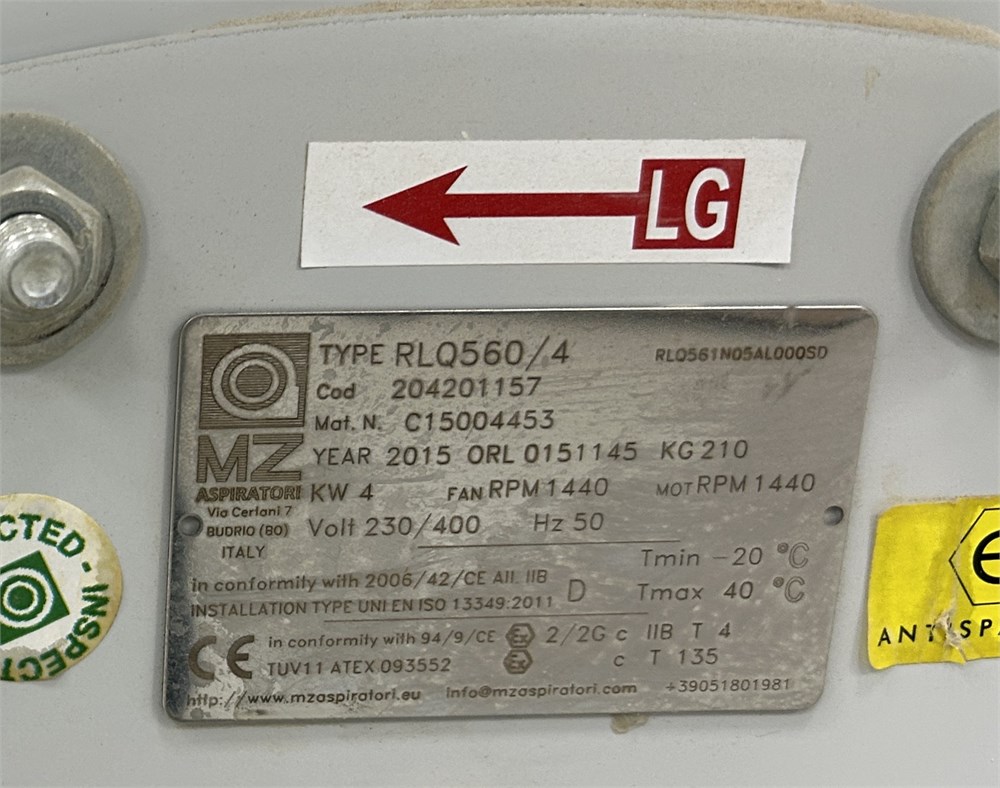 LG
TYPE RLQ560/4 RLQ561N05AL000SD
Cod 204201157
Mat. N. C15004453
YEAR 2015 ORL 0151145 KG 210
KW 4 FAN RPM 1440 MOT RPM 1440
Volt 230/400 Hz 50
MZ
ASPIRATORI
Via Certani 7
BUDRIO (BO)
ITALY
Tmin -20 °C
Tmax 40 °C
in conformity with 2006/42/CE All. IIB
INSTALLATION TYPE UNI EN ISO 13349:2011 D
CE in conformity with 94/9/CE Ex 2/2G c IIB T 4
TUV11 ATEX 093552 Ex c T 135
http://www.mzaspiratori.eu info@mzaspiratori.com +39051801981
CTED - INSPECT
ANTISPA